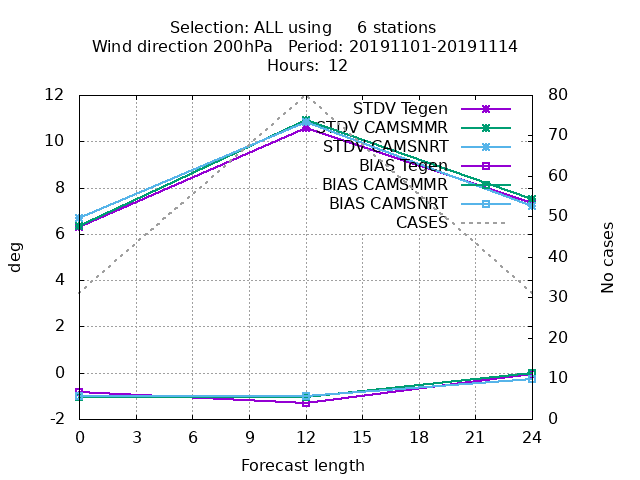 Selection: ALL using     6 stations
Wind direction 200hPa   Period: 20191101-20191114
Hours: 12
12 80
STDV Tegen
STDV CAMSMMR
STDV CAMSNRT
BIAS Tegen
BIAS CAMSMMR
BIAS CAMSNRT
CASES
10 70
8 60
6 50
4 40
2 30
0 20
-2 10
0
deg
No cases
0 3 6 9 12 15 18 21 24
Forecast length